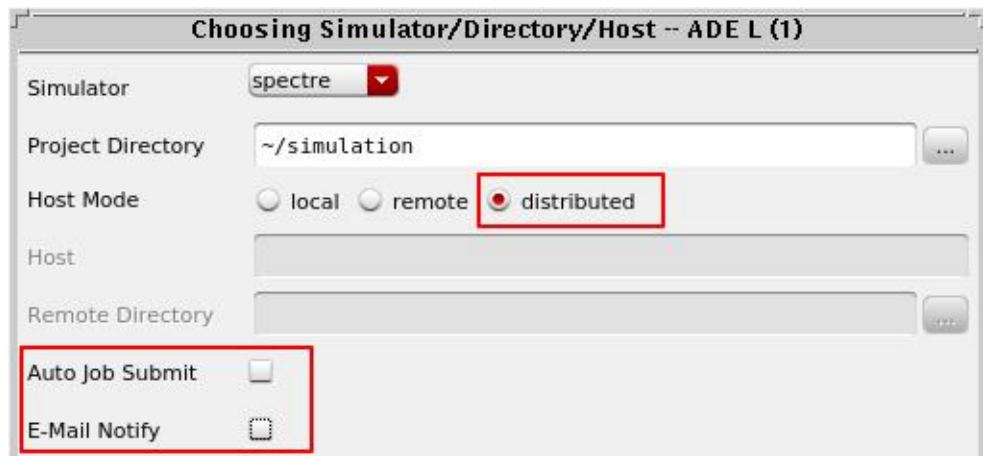 Choosing Simulator/Directory/Host -- ADE L (1)
Simulator spectre
Project Directory ~/simulation ...
Host Mode local remote distributed
Host
Remote Directory ...
Auto Job Submit
E-Mail Notify